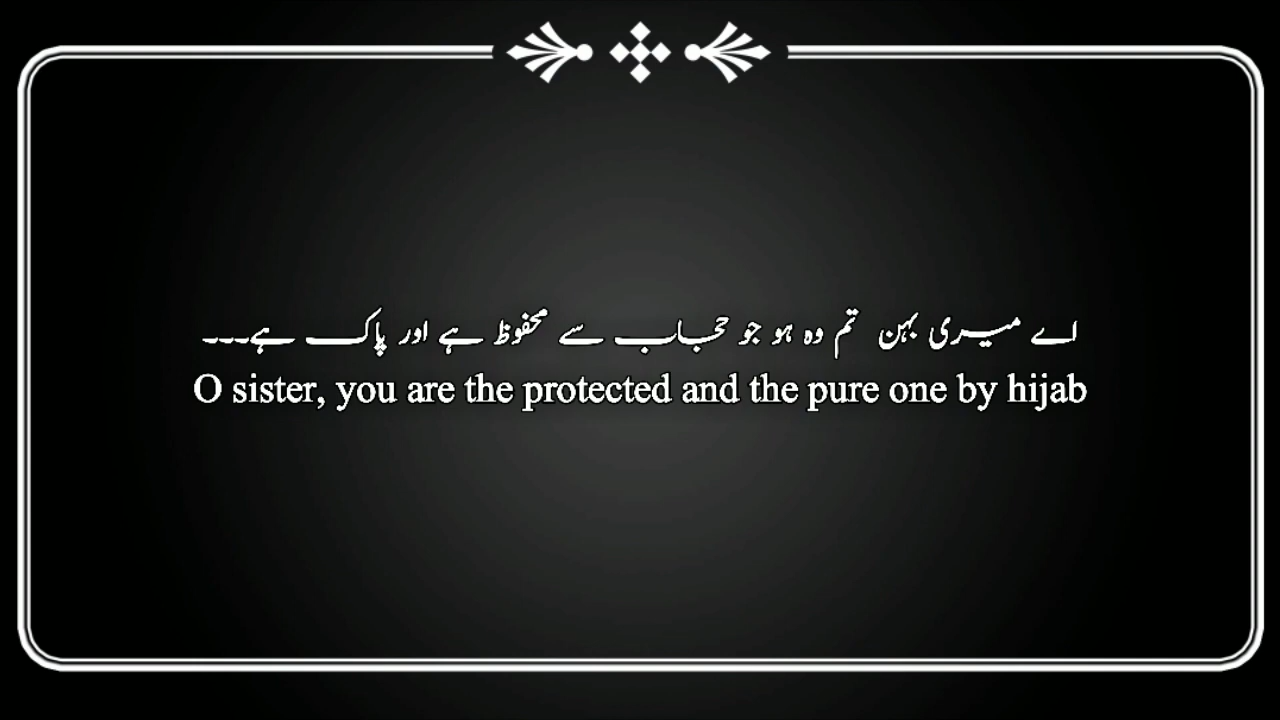 اے میری بہن تم وہ ہو جو حجاب سے محفوظ ہے اور پاک ہے۔۔۔
O sister, you are the protected and the pure one by hijab